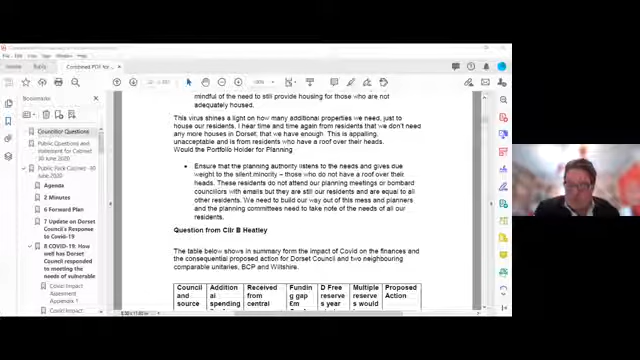 Home
Tools
Combined PDF for...
Bookmarks
Councillor Questions
Public Questions and
Statement for Cabinet
30 June 2020
Public Pack Cabinet -30
June 2020
Agenda
2 Minutes
6 Forward Plan
7 Update on Dorset
Council's Response
to Covid-19
8 COVID-19: How
well has Dorset
Council responded
to meeting the
needs of vulnerable
Covid Impact
Appendix 1
Covid Impact
mindful of the need to still provide housing for those who are not
adequately housed.
This virus shines a light on how many additional properties we need, just to
house our residents. I hear time and time again from residents that we don't need
any more houses in Dorset, that we have enough. This is appalling,
unacceptable and is from residents who have a roof over their heads.
Would the Portfolio Holder for Planning
• Ensure that the planning authority listens to the needs and gives due
weight to the silent minority – those who do not have a roof over their
heads. These residents do not attend our planning meetings or bombard
councillors with emails but they are still our residents and are equal to all
other residents. We need to build our way out of this mess and planners
and the planning committees need to take note of the needs of all our
residents.
Question from Cllr B Heatley
The table below shows in summary form the impact of Covid on the finances and
the consequential proposed action for Dorset Council and two neighbouring
comparable unitaries, BCP and Wiltshire.
Council
and
source
Addition
al
spending
Received
from
central
Fundin
g gap
£m
D Free
reserve
s year
Multiple
reserve
s would
Proposed
Action